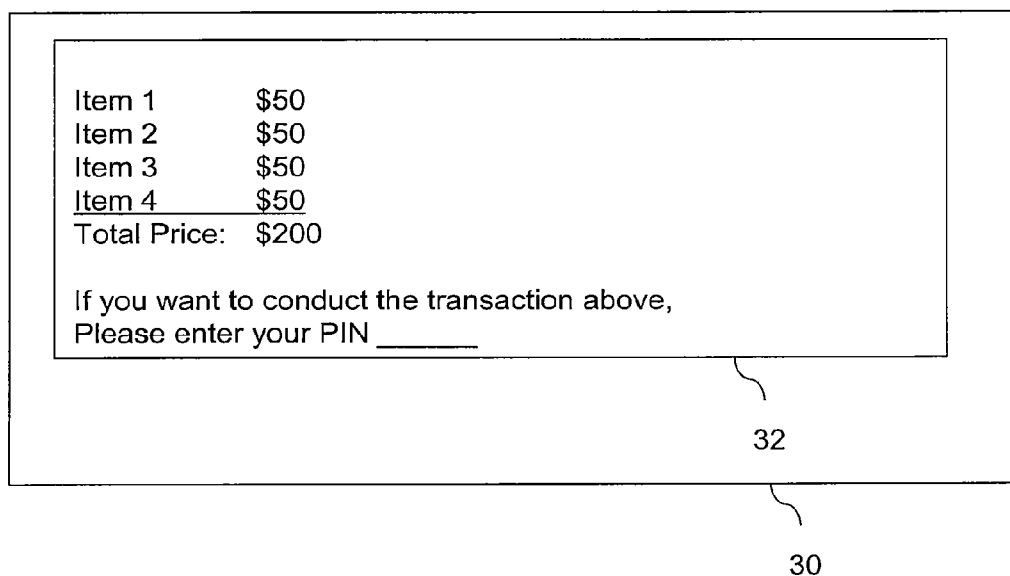 Item 1 $50
Item 2 $50
Item 3 $50
Item 4 $50
Total Price: $200
If you want to conduct the transaction above,
Please enter your PIN ______
32
30